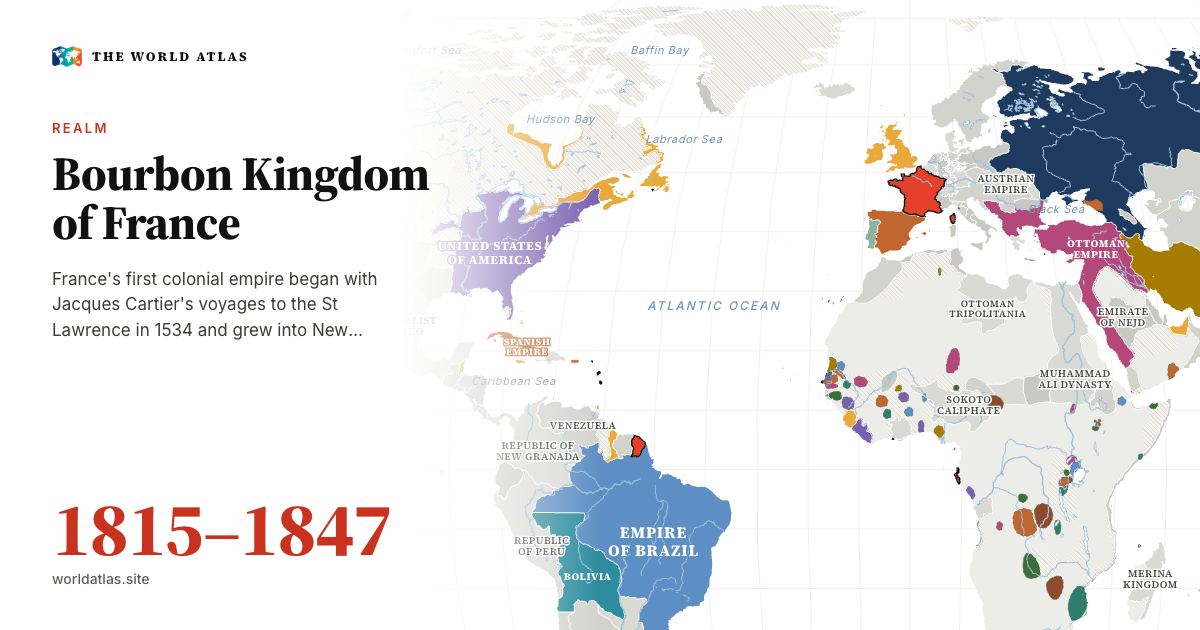 THE WORLD ATLAS
REALM
Bourbon Kingdom
of France
France's first colonial empire began with
Jacques Cartier's voyages to the St
Lawrence in 1534 and grew into New…
1815–1847
worldatlas.site
Baffin Bay
Hudson Bay
Labrador Sea
UNITED STATES
OF AMERICA
ATLANTIC OCEAN
SPANISH
EMPIRE
Caribbean Sea
VENEZUELA
REPUBLIC OF
NEW GRANADA
EMPIRE
OF BRAZIL
REPUBLIC
OF PERU
BOLIVIA
AUSTRIAN
EMPIRE
Black Sea
OTTOMAN
EMPIRE
OTTOMAN
TRIPOLITANIA
EMIRATE
OF NEJD
MUHAMMAD
ALI DYNASTY
SOKOTO
CALIPHATE
MERINA
KINGDOM